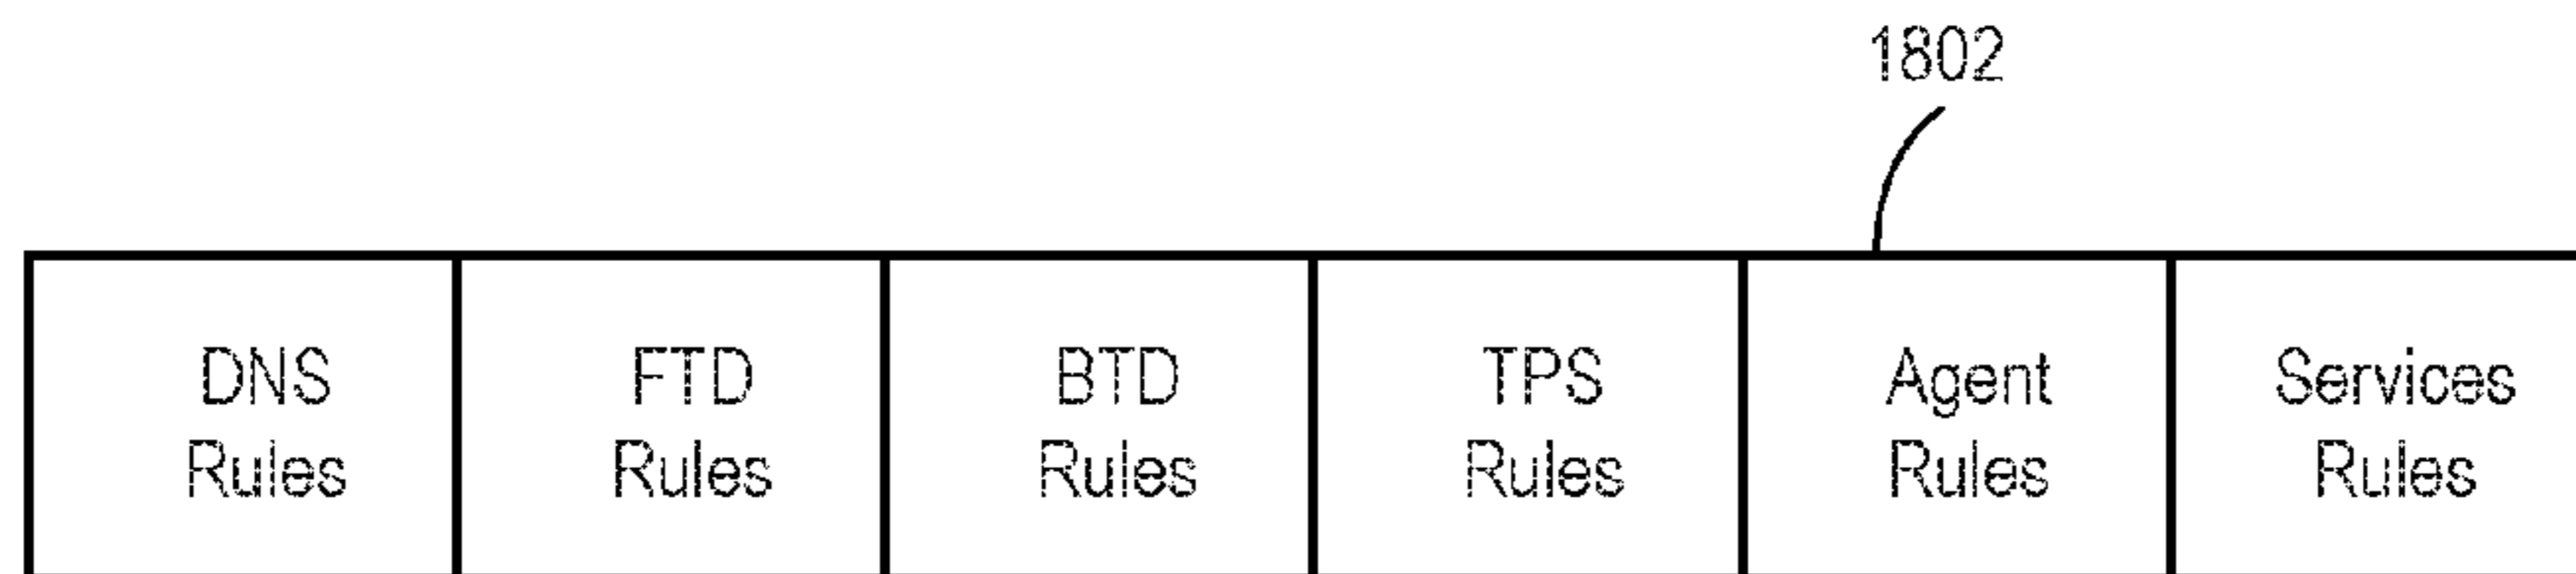 1802
DNS
Rules
FTD
Rules
BTD
Rules
TPS
Rules
Agent
Rules
Services
Rules